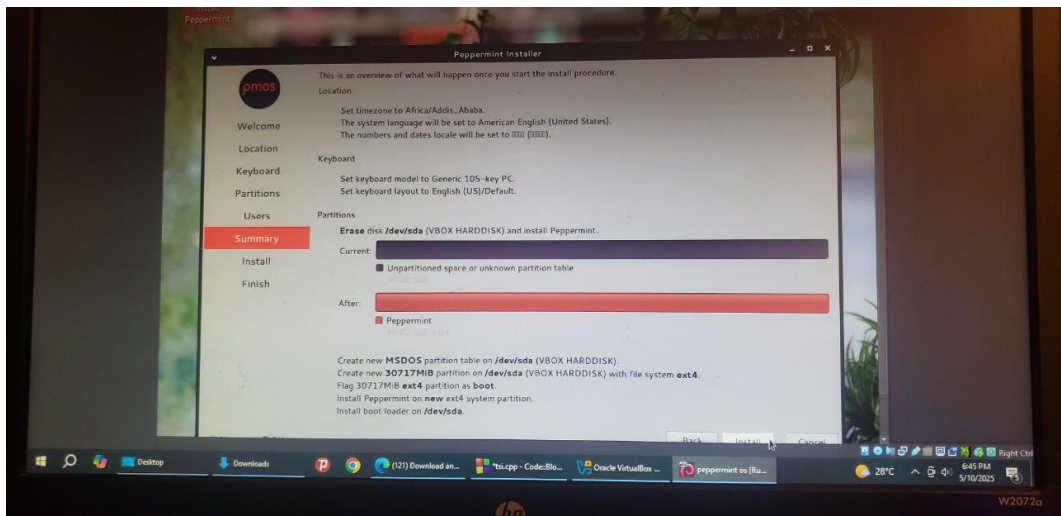 Install
Peppermint
Peppermint Installer
This is an overview of what will happen once you start the install procedure.
pmos
Location
Set timezone to Africa/Addis_Ababa.
The system language will be set to American English (United States).
The numbers and dates locale will be set to
Welcome
Location
Keyboard
Partitions
Users
Summary
Install
Finish
Keyboard
Set keyboard model to Generic 105-key PC.
Set keyboard layout to English (US)/Default.
Partitions
Erase disk /dev/sda (VBOX HARDDISK) and install Peppermint.
Current:
Unpartitioned space or unknown partition table
After:
Peppermint
Create new MSDOS partition table on /dev/sda (VBOX HARDDISK).
Create new 30717MiB partition on /dev/sda (VBOX HARDDISK) with file system ext4.
Flag 30717MiB ext4 partition as boot.
Install Peppermint on new ext4 system partition.
Install boot loader on /dev/sda.
Back Install Cancel
Right Ctrl
Desktop Downloads (121) Download an... *tsi.cpp - Code::Blo... Oracle VirtualBox ... peppermint os [Ru... 28°C 6:45 PM
5/10/2025
hp
W2072a